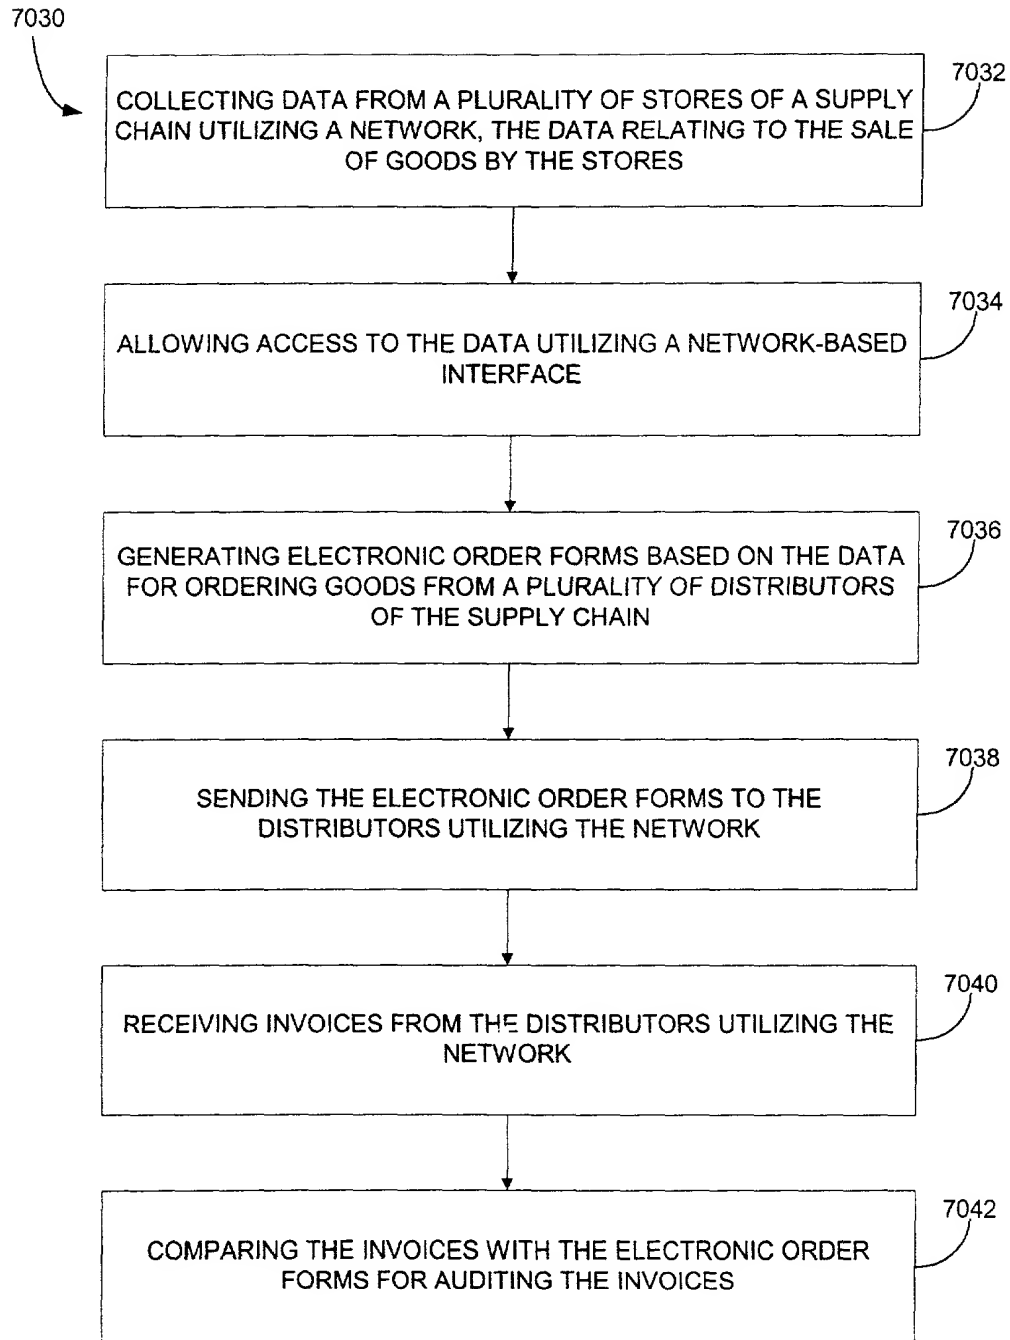 7030
7032
COLLECTING DATA FROM A PLURALITY OF STORES OF A SUPPLY
CHAIN UTILIZING A NETWORK, THE DATA RELATING TO THE SALE
OF GOODS BY THE STORES
7034
ALLOWING ACCESS TO THE DATA UTILIZING A NETWORK-BASED
INTERFACE
7036
GENERATING ELECTRONIC ORDER FORMS BASED ON THE DATA
FOR ORDERING GOODS FROM A PLURALITY OF DISTRIBUTORS
OF THE SUPPLY CHAIN
7038
SENDING THE ELECTRONIC ORDER FORMS TO THE
DISTRIBUTORS UTILIZING THE NETWORK
7040
RECEIVING INVOICES FROM THE DISTRIBUTORS UTILIZING THE
NETWORK
7042
COMPARING THE INVOICES WITH THE ELECTRONIC ORDER
FORMS FOR AUDITING THE INVOICES